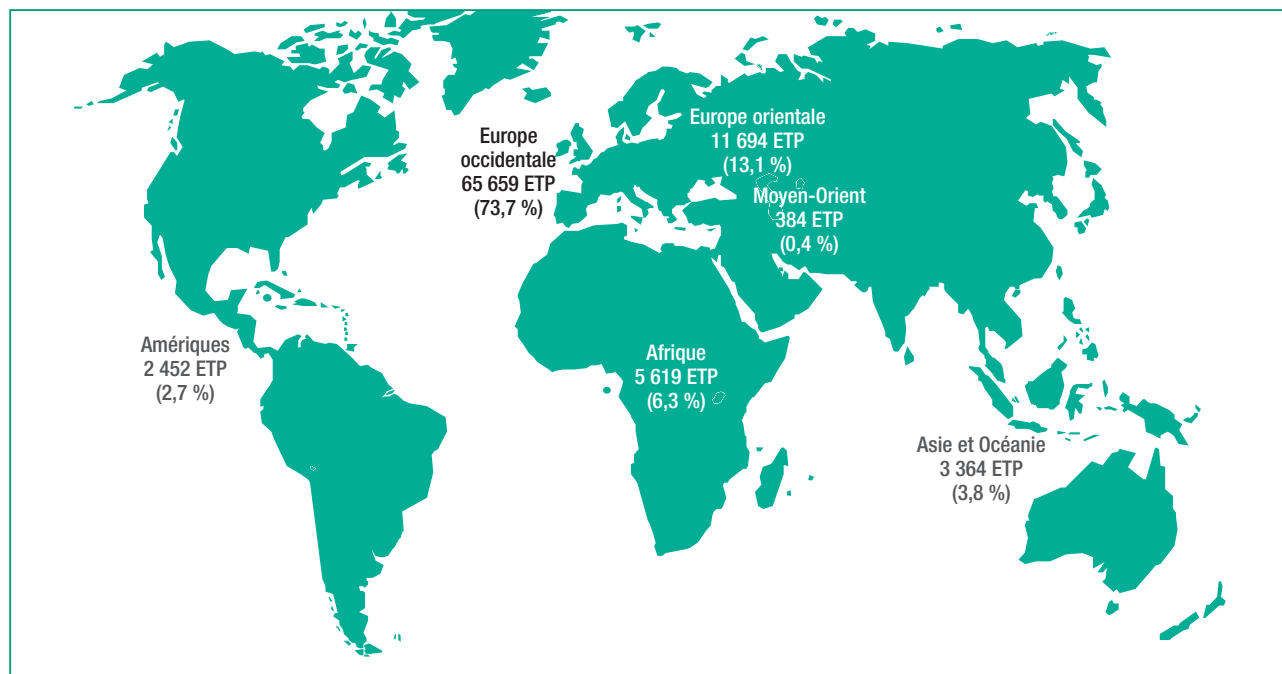 Europe
occidentale
65 659 ETP
(73,7 %)
Europe orientale
11 694 ETP
(13,1 %)
Moyen-Orient
384 ETP
(0,4 %)
Amériques
2 452 ETP
(2,7 %)
Afrique
5 619 ETP
(6,3 %)
Asie et Océanie
3 364 ETP
(3,8 %)